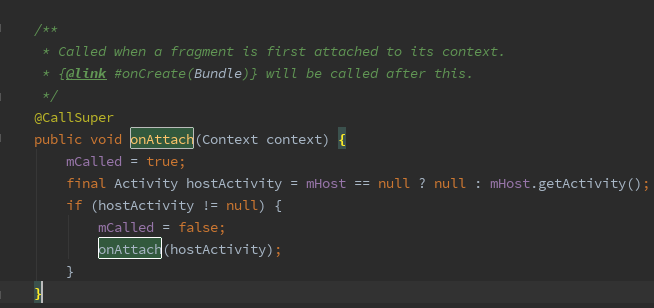 /**
 * Called when a fragment is first attached to its context.
 * {@link #onCreate(Bundle)} will be called after this.
 */
@CallSuper
public void onAttach(Context context) {
    mCalled = true;
    final Activity hostActivity = mHost == null ? null : mHost.getActivity();
    if (hostActivity != null) {
        mCalled = false;
        onAttach(hostActivity);
    }
}